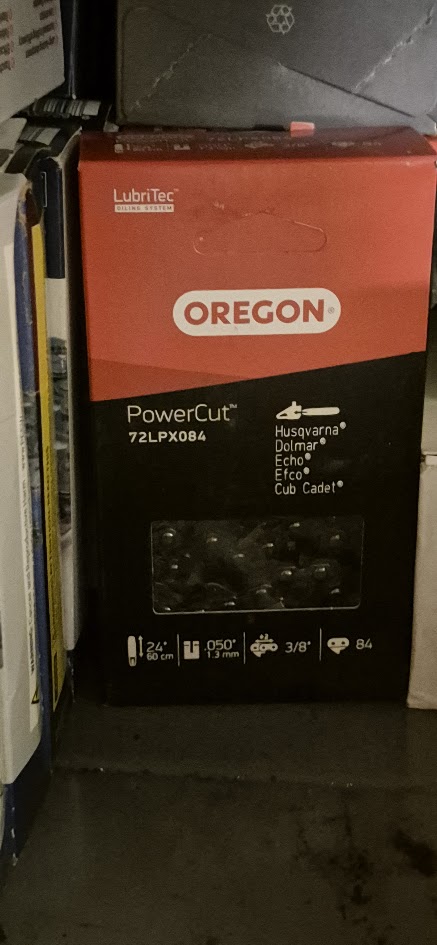 LubriTec™
OILING SYSTEM
OREGON®
PowerCut™
72LPX084
Husqvarna®
Dolmar®
Echo®
Efco®
Cub Cadet®
24"
60 cm
.050"
1.3 mm
3/8"
84